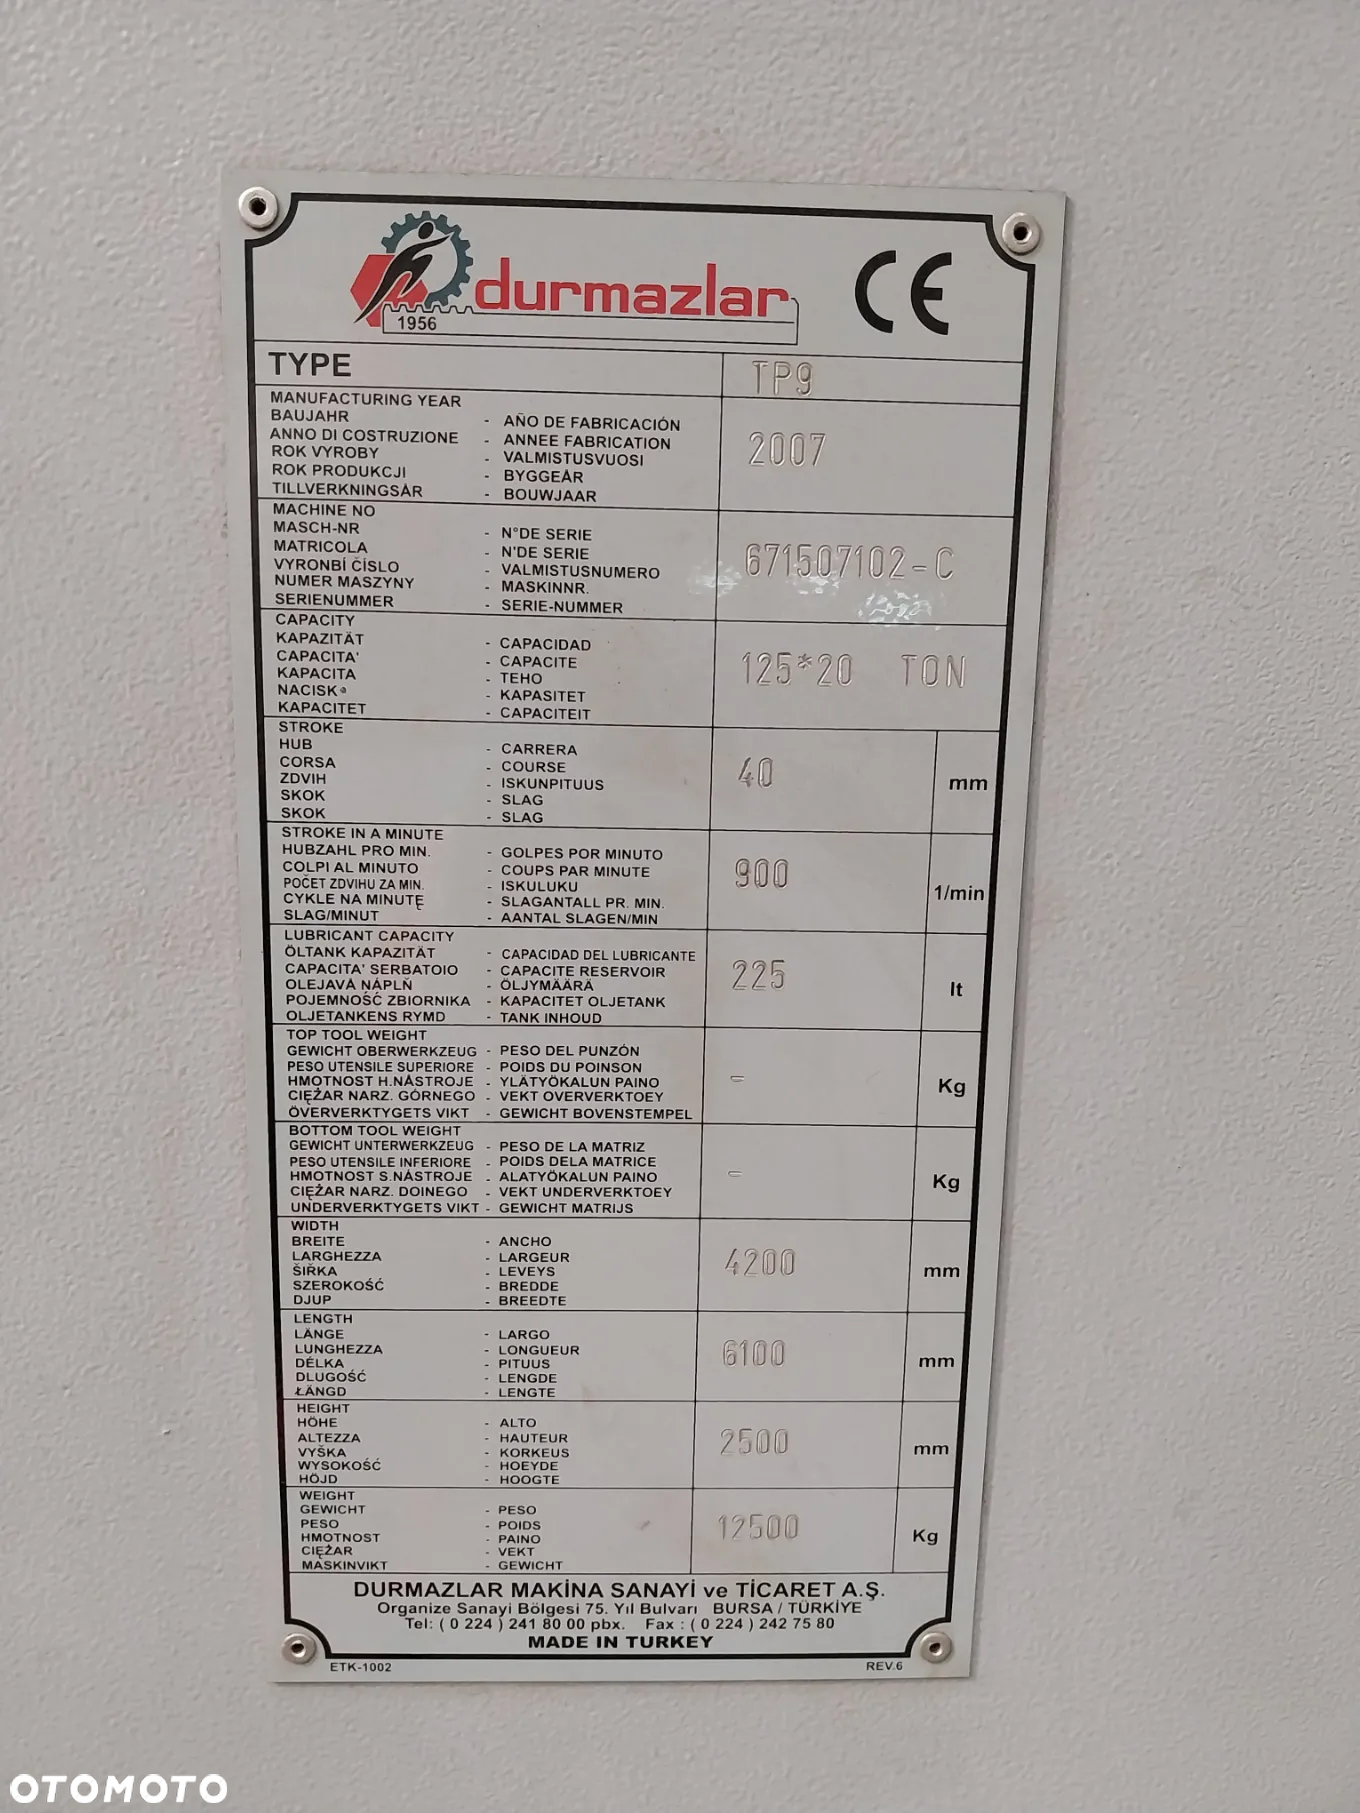 durmazlar
1956
CE
TYPE TP9
MANUFACTURING YEAR
BAUJAHR - AÑO DE FABRICACIÓN
ANNO DI COSTRUZIONE - ANNEE FABRICATION
ROK VYROBY - VALMISTUSVUOSI
ROK PRODUKCJI - BYGGEÅR
TILLVERKNINGSÅR - BOUWJAAR
2007
MACHINE NO
MASCH-NR - N°DE SERIE
MATRICOLA - N'DE SERIE
VYRONBÍ ČÍSLO - VALMISTUSNUMERO
NUMER MASZYNY - MASKINNR.
SERIENUMMER - SERIE-NUMMER
671507102-C
CAPACITY
KAPAZITÄT - CAPACIDAD
CAPACITA' - CAPACITE
KAPACITA - TEHO
NACISK - KAPASITET
KAPACITET - CAPACITEIT
125*20 TON
STROKE
HUB - CARRERA
CORSA - COURSE
ZDVIH - ISKUNPITUUS
SKOK - SLAG
SKOK - SLAG
40 mm
STROKE IN A MINUTE
HUBZAHL PRO MIN. - GOLPES POR MINUTO
COLPI AL MINUTO - COUPS PAR MINUTE
POČET ZDVIHU ZA MIN. - ISKULUKU
CYKLE NA MINUTĘ - SLAGANTALL PR. MIN.
SLAG/MINUT - AANTAL SLAGEN/MIN
900 1/min
LUBRICANT CAPACITY
ÖLTANK KAPAZITÄT - CAPACIDAD DEL LUBRICANTE
CAPACITA' SERBATOIO - CAPACITE RESERVOIR
OLEJAVÁ NÁPLŇ - ÖLJYMÄÄRÄ
POJEMNOŚĆ ZBIORNIKA - KAPACITET OLJETANK
OLJETANKENS RYMD - TANK INHOUD
225 lt
TOP TOOL WEIGHT
GEWICHT OBERWERKZEUG - PESO DEL PUNZÓN
PESO UTENSILE SUPERIORE - POIDS DU POINSON
HMOTNOST H.NÁSTROJE - YLÄTYÖKALUN PAINO
CIĘŻAR NARZ. GÓRNEGO - VEKT OVERVERKTOEY
ÖVERVERKTYGETS VIKT - GEWICHT BOVENSTEMPEL
- Kg
BOTTOM TOOL WEIGHT
GEWICHT UNTERWERKZEUG - PESO DE LA MATRIZ
PESO UTENSILE INFERIORE - POIDS DELA MATRICE
HMOTNOST S.NÁSTROJE - ALATYÖKALUN PAINO
CIĘŻAR NARZ. DOINEGO - VEKT UNDERVERKTOEY
UNDERVERKTYGETS VIKT - GEWICHT MATRIJS
- Kg
WIDTH
BREITE - ANCHO
LARGHEZZA - LARGEUR
ŠIŘKA - LEVEYS
SZEROKOŚĆ - BREDDE
DJUP - BREEDTE
4200 mm
LENGTH
LÄNGE - LARGO
LUNGHEZZA - LONGUEUR
DÉLKA - PITUUS
DLUGOŚĆ - LENGDE
ŁÄNGD - LENGTE
6100 mm
HEIGHT
HÖHE - ALTO
ALTEZZA - HAUTEUR
VYŠKA - KORKEUS
WYSOKOŚĆ - HOEYDE
HÖJD - HOOGTE
2500 mm
WEIGHT
GEWICHT - PESO
PESO - POIDS
HMOTNOST - PAINO
CIĘŻAR - VEKT
MASKINVIKT - GEWICHT
12500 Kg
DURMAZLAR MAKİNA SANAYİ ve TİCARET A.Ş.
Organize Sanayi Bölgesi 75. Yıl Bulvarı BURSA / TÜRKİYE
Tel: ( 0 224 ) 241 80 00 pbx. Fax : ( 0 224 ) 242 75 80
MADE IN TURKEY
ETK-1002 REV.6
OTOMOTO